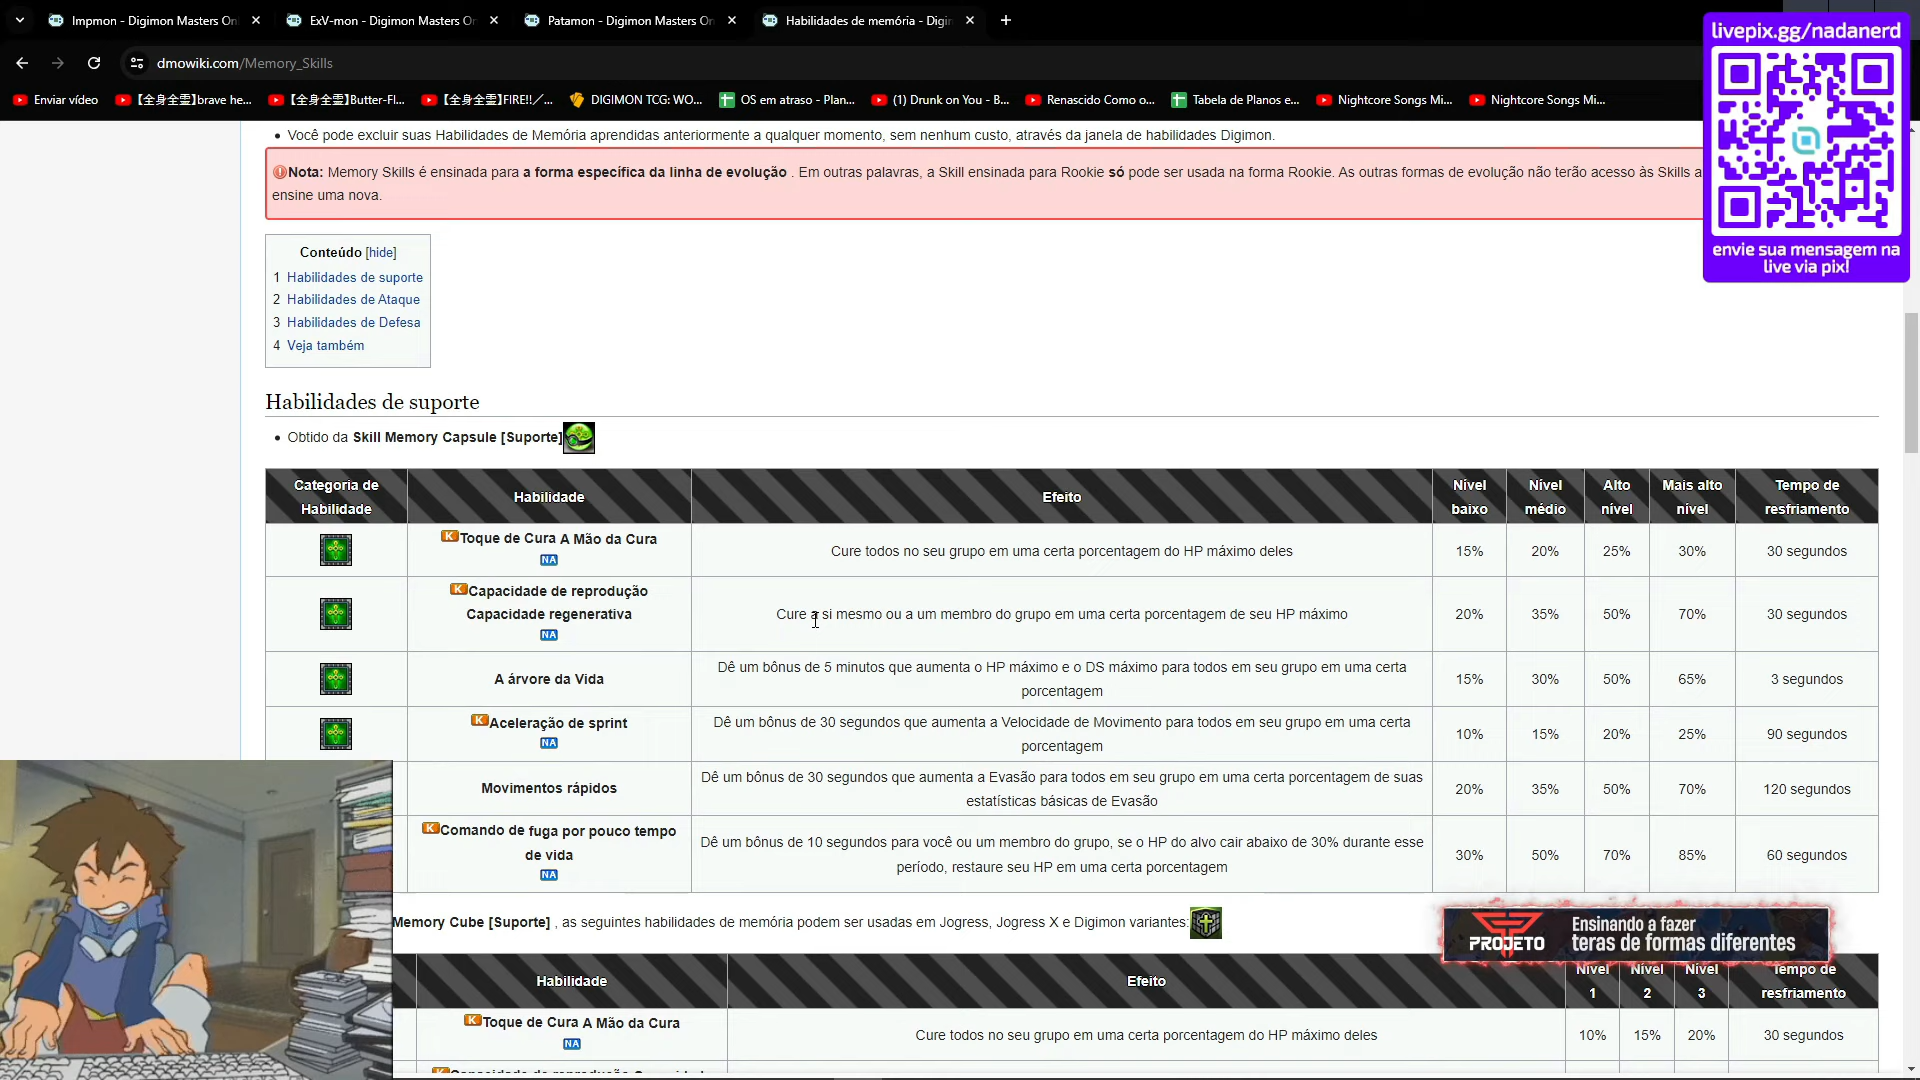 Impmon - Digimon Masters On
ExV-mon - Digimon Masters O
Patamon - Digimon Masters On
Habilidades de memória - Digin
dmowiki.com/Memory_Skills
Enviar vídeo
【全身全霊】brave he...
【全身全霊】Butter-Fl...
【全身全霊】FIRE!!／...
DIGIMON TCG: WO...
OS em atraso - Plan...
(1) Drunk on You - B...
Renascido Como o...
Tabela de Planos e...
Nightcore Songs Mi...
Nightcore Songs Mi...
livepix.gg/nadanerd
envie sua mensagem na
live via pix!
• Você pode excluir suas Habilidades de Memória aprendidas anteriormente a qualquer momento, sem nenhum custo, através da janela de habilidades Digimon.
Nota: Memory Skills é ensinada para a forma específica da linha de evolução . Em outras palavras, a Skill ensinada para Rookie só pode ser usada na forma Rookie. As outras formas de evolução não terão acesso às Skills a
ensine uma nova.
Conteúdo [hide]
1 Habilidades de suporte
2 Habilidades de Ataque
3 Habilidades de Defesa
4 Veja também
Habilidades de suporte
• Obtido da Skill Memory Capsule [Suporte]
Categoria de Habilidade Habilidade Efeito Nível baixo Nível médio Alto nível Mais alto nível Tempo de resfriamento
K Toque de Cura A Mão da Cura NA Cure todos no seu grupo em uma certa porcentagem do HP máximo deles 15% 20% 25% 30% 30 segundos
K Capacidade de reprodução Capacidade regenerativa NA Cure a si mesmo ou a um membro do grupo em uma certa porcentagem de seu HP máximo 20% 35% 50% 70% 30 segundos
A árvore da Vida Dê um bônus de 5 minutos que aumenta o HP máximo e o DS máximo para todos em seu grupo em uma certa porcentagem 15% 30% 50% 65% 3 segundos
K Aceleração de sprint NA Dê um bônus de 30 segundos que aumenta a Velocidade de Movimento para todos em seu grupo em uma certa porcentagem 10% 15% 20% 25% 90 segundos
Movimentos rápidos Dê um bônus de 30 segundos que aumenta a Evasão para todos em seu grupo em uma certa porcentagem de suas estatísticas básicas de Evasão 20% 35% 50% 70% 120 segundos
K Comando de fuga por pouco tempo de vida NA Dê um bônus de 10 segundos para você ou um membro do grupo, se o HP do alvo cair abaixo de 30% durante esse período, restaure seu HP em uma certa porcentagem 30% 50% 70% 85% 60 segundos
Memory Cube [Suporte] , as seguintes habilidades de memória podem ser usadas em Jogress, Jogress X e Digimon variantes:
PROJETO
Ensinando a fazer
teras de formas diferentes
Habilidade Efeito Nível 1 Nível 2 Nível 3 Tempo de resfriamento
K Toque de Cura A Mão da Cura NA Cure todos no seu grupo em uma certa porcentagem do HP máximo deles 10% 15% 20% 30 segundos